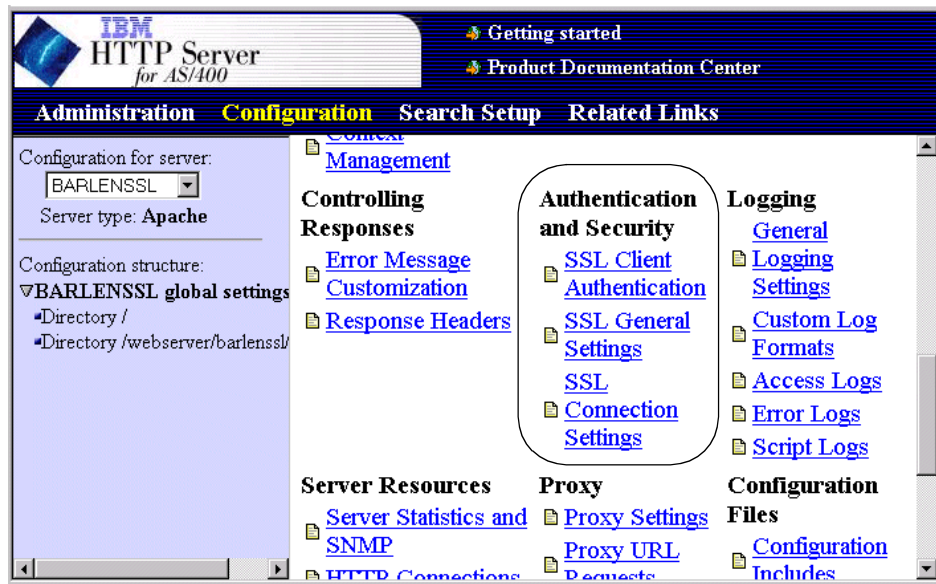 IBM
HTTP Server
for AS/400
Getting started
Product Documentation Center
Administration Configuration Search Setup Related Links
Configuration for server:
BARLENSSL
Server type: Apache
Configuration structure:
BARLENSSL global settings
Directory /
Directory /webserver/barlenssl/
Context
Management
Controlling
Responses
Error Message
Customization
Response Headers
Authentication
and Security
SSL Client
Authentication
SSL General
Settings
SSL
Connection
Settings
Logging
General
Logging
Settings
Custom Log
Formats
Access Logs
Error Logs
Script Logs
Server Resources
Server Statistics and
SNMP
HTTP Connections
Proxy
Proxy Settings
Proxy URL
Requests
Configuration
Files
Configuration
Includes